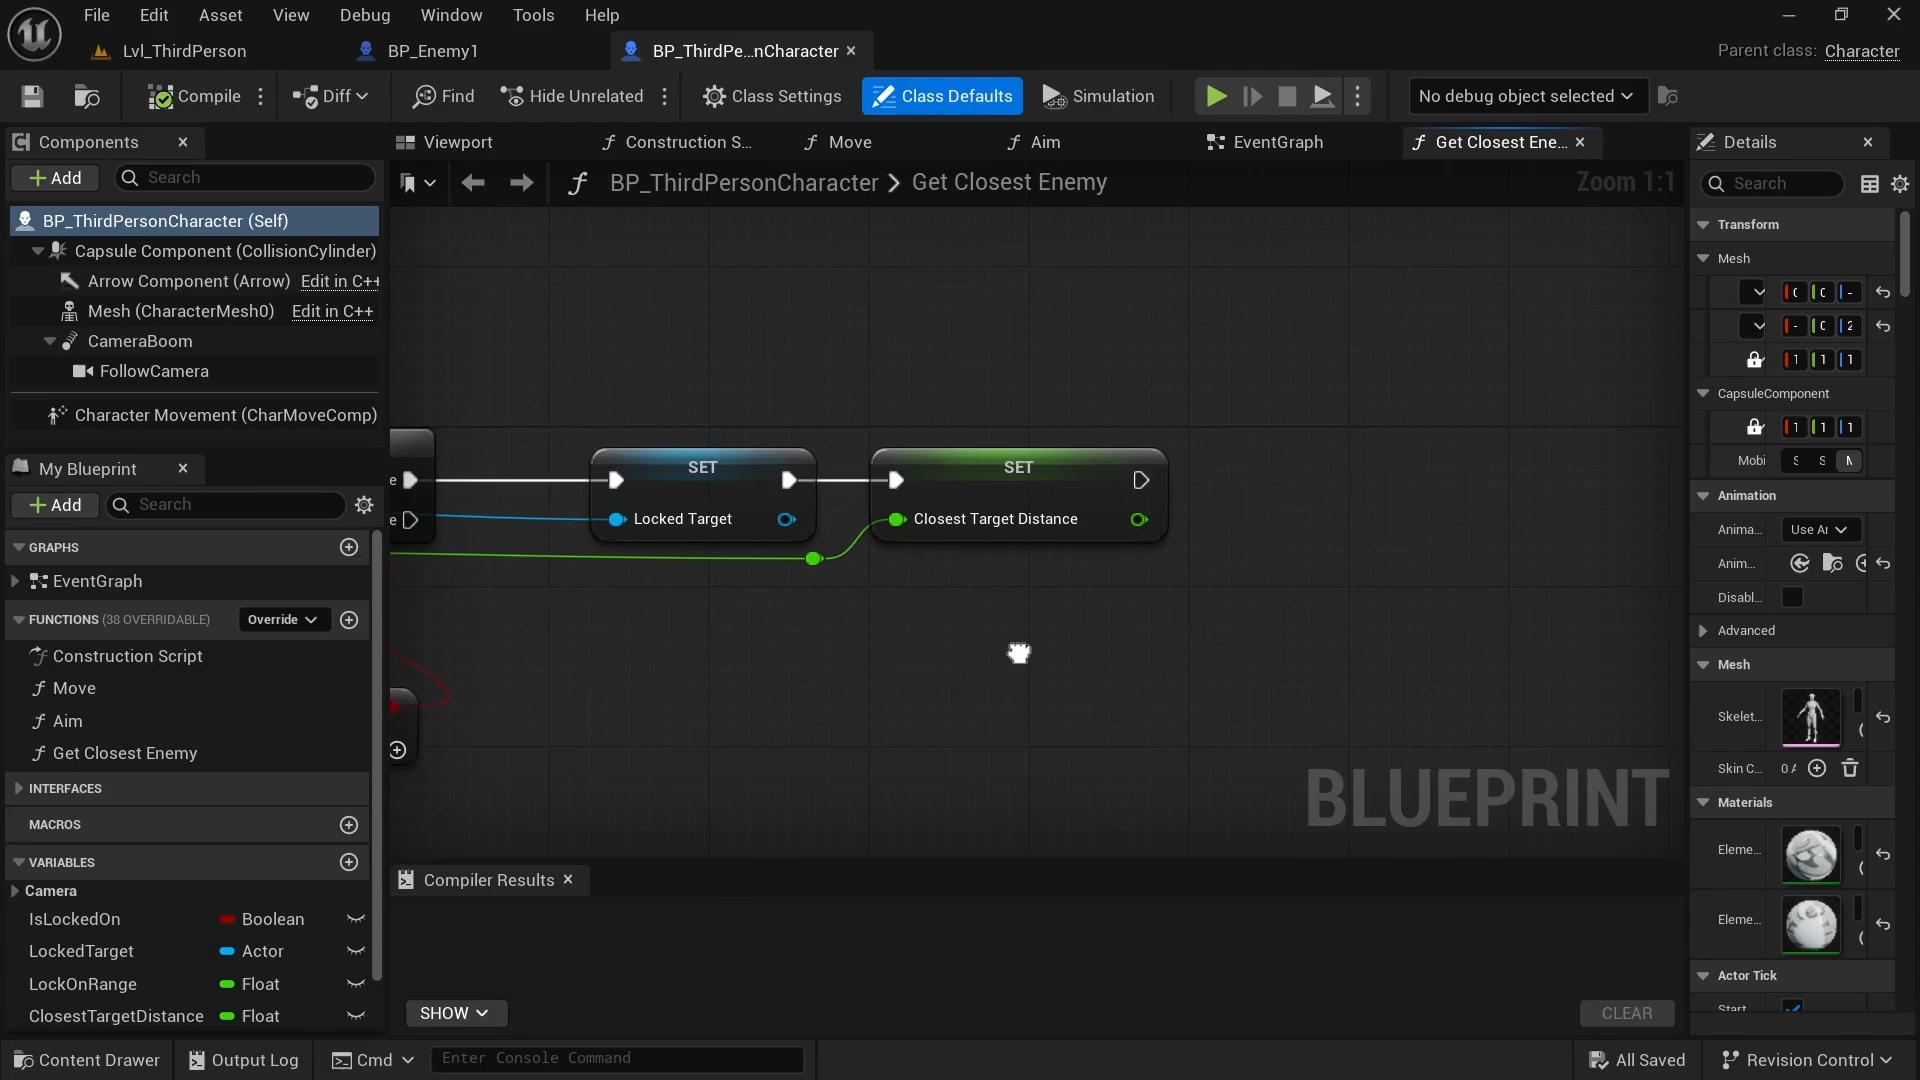 File Edit Asset View Debug Window Tools Help
Lvl_ThirdPerson BP_Enemy1 BP_ThirdPe...nCharacter Parent class: Character
Compile Diff Find Hide Unrelated Class Settings Class Defaults Simulation No debug object selected
Components Viewport Construction S... Move Aim EventGraph Get Closest Ene... Details
Add Search BP_ThirdPersonCharacter Get Closest Enemy Zoom 1:1 Search
BP_ThirdPersonCharacter (Self)
Capsule Component (CollisionCylinder)
Arrow Component (Arrow) Edit in C++
Mesh (CharacterMesh0) Edit in C++
CameraBoom
FollowCamera
Character Movement (CharMoveComp)
My Blueprint
Add Search
GRAPHS
EventGraph
FUNCTIONS (38 OVERRIDABLE) Override
Construction Script
Move
Aim
Get Closest Enemy
INTERFACES
MACROS
VARIABLES
Camera
IsLockedOn Boolean
LockedTarget Actor
LockOnRange Float
ClosestTargetDistance Float
SET
Locked Target
SET
Closest Target Distance
BLUEPRINT
Compiler Results
SHOW CLEAR
Transform
Mesh
CapsuleComponent
Mobi
Animation
Anima... Use Ar
Anim...
Disabl...
Advanced
Mesh
Skelet...
Skin C...
Materials
Eleme...
Eleme...
Actor Tick
Start
Content Drawer Output Log Cmd Enter Console Command All Saved Revision Control